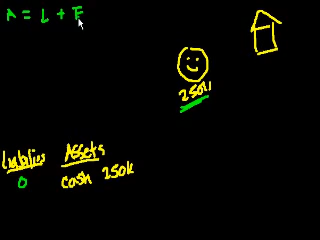 A = L + E
250K
Liabilities Assets
0 cash 250k